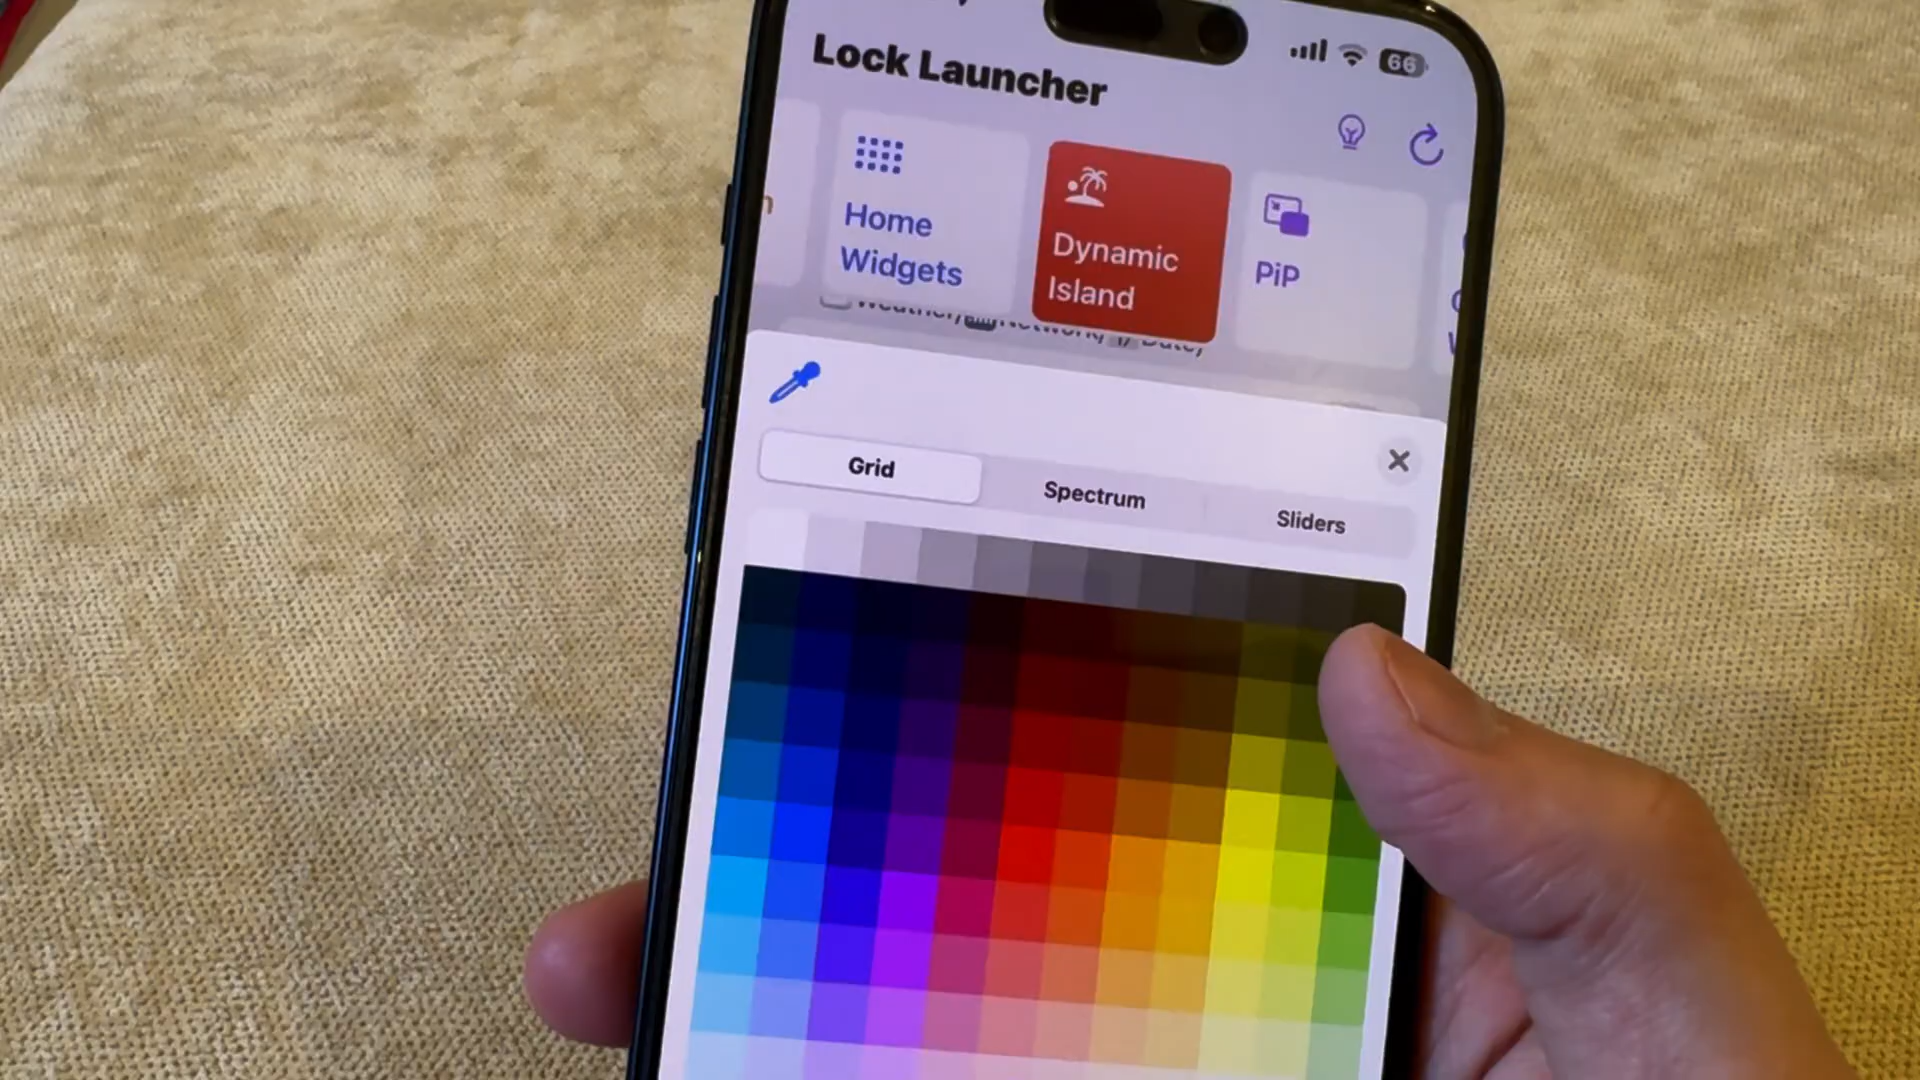 66
Lock Launcher
Home
Widgets
Dynamic
Island
PiP
Grid
Spectrum
Sliders